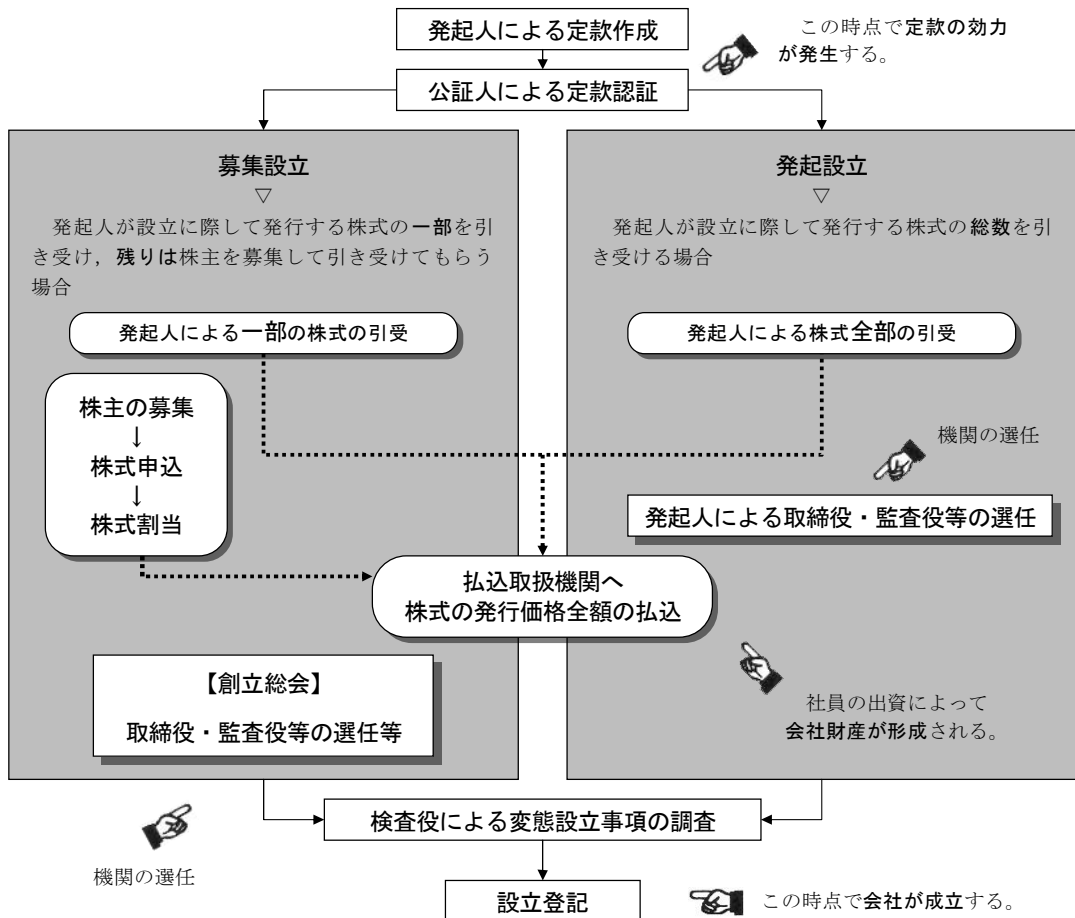 発起人による定款作成
この時点で定款の効力
が発生する。
公証人による定款認証
募集設立
▽
発起人が設立に際して発行する株式の一部を引
き受け，残りは株主を募集して引き受けてもらう
場合
発起人による一部の株式の引受
株主の募集
↓
株式申込
↓
株式割当
発起設立
▽
発起人が設立に際して発行する株式の総数を引
き受ける場合
発起人による株式全部の引受
機関の選任
発起人による取締役・監査役等の選任
払込取扱機関へ
株式の発行価格全額の払込
【創立総会】
取締役・監査役等の選任等
社員の出資によって
会社財産が形成される。
検査役による変態設立事項の調査
機関の選任
設立登記
この時点で会社が成立する。